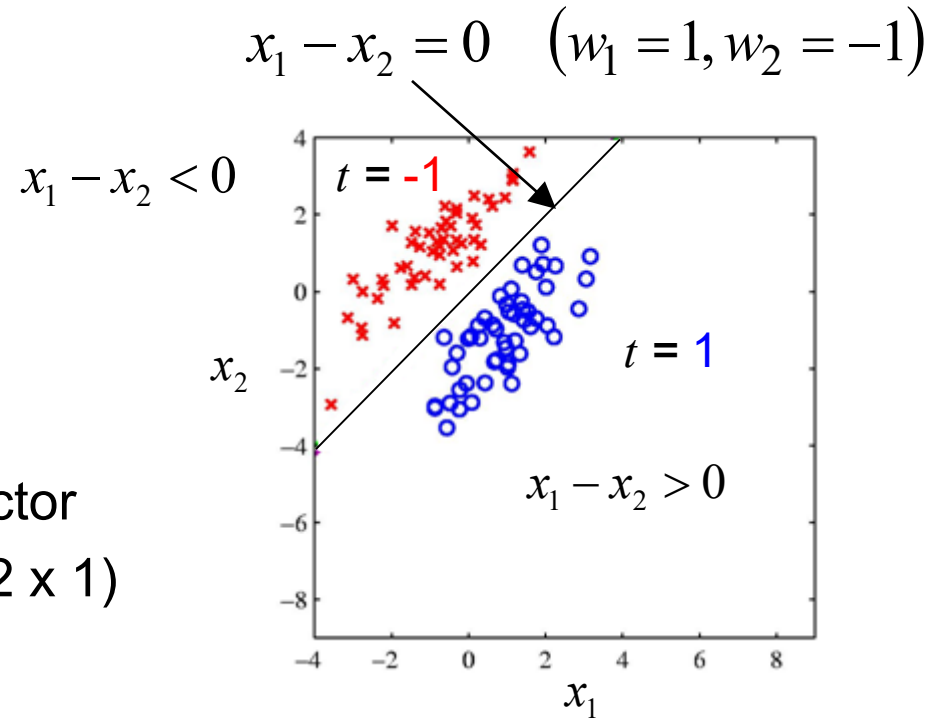 x₁ − x₂ = 0 (w₁ = 1, w₂ = −1)
x₁ − x₂ < 0
t = -1
t = 1
x₁ − x₂ > 0
ctor
2 x 1)
4
2
0
−2
−4
−6
−8
x₂
−4 −2 0 2 4 6 8
x₁